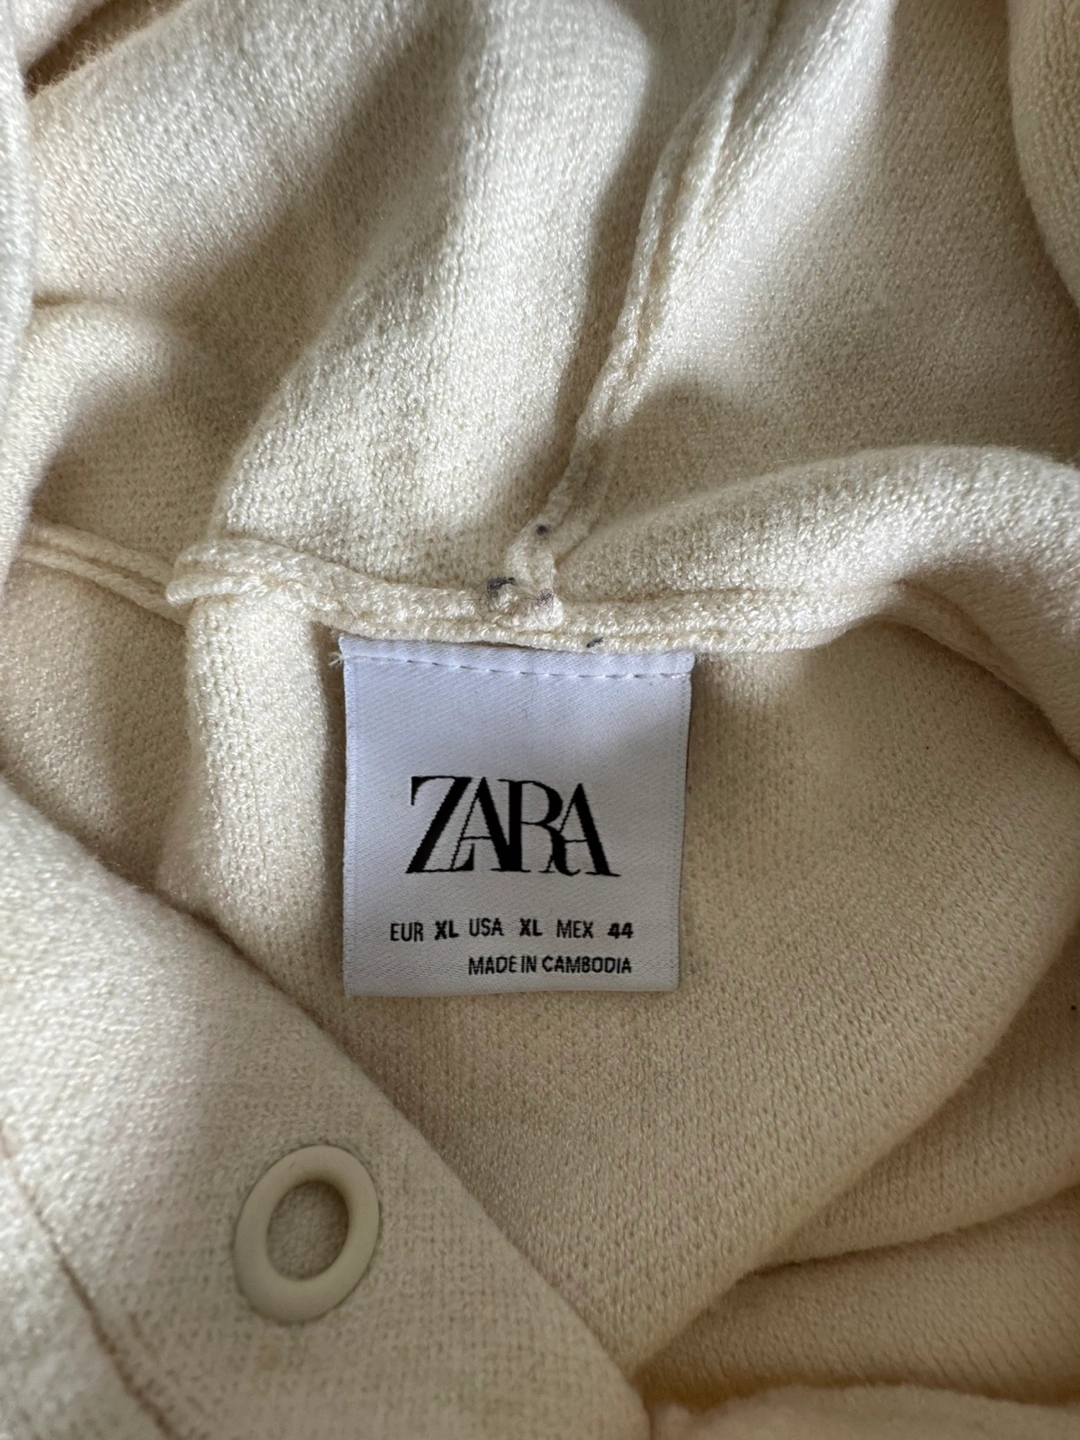 ZARA
EUR XL USA XL MEX 44
MADE IN CAMBODIA